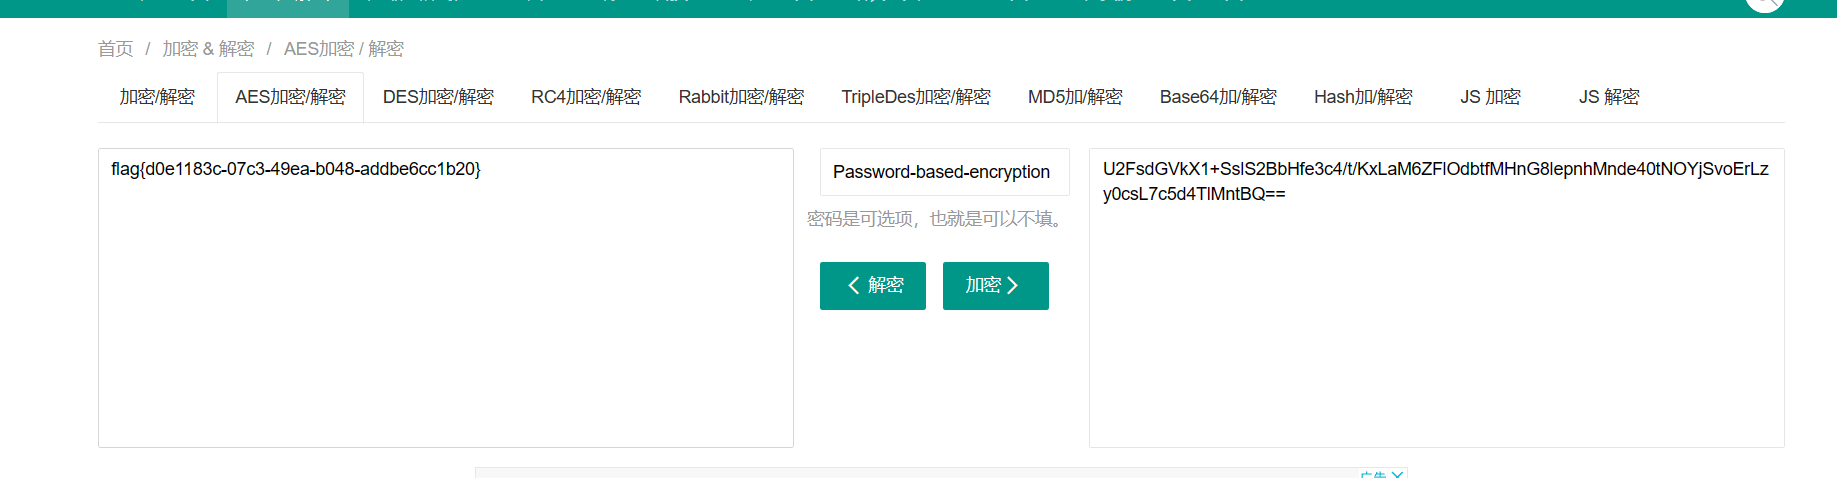 首页 / 加密 & 解密 / AES加密 / 解密
加密/解密 AES加密/解密 DES加密/解密 RC4加密/解密 Rabbit加密/解密 TripleDes加密/解密 MD5加/解密 Base64加/解密 Hash加/解密 JS 加密 JS 解密
flag{d0e1183c-07c3-49ea-b048-addbe6cc1b20}
Password-based-encryption
密码是可选项，也就是可以不填。
解密 加密
U2FsdGVkX1+SslS2BbHfe3c4/t/KxLaM6ZFlOdbtfMHnG8lepnhMnde40tNOYjSvoErLz
y0csL7c5d4TlMntBQ==
广告